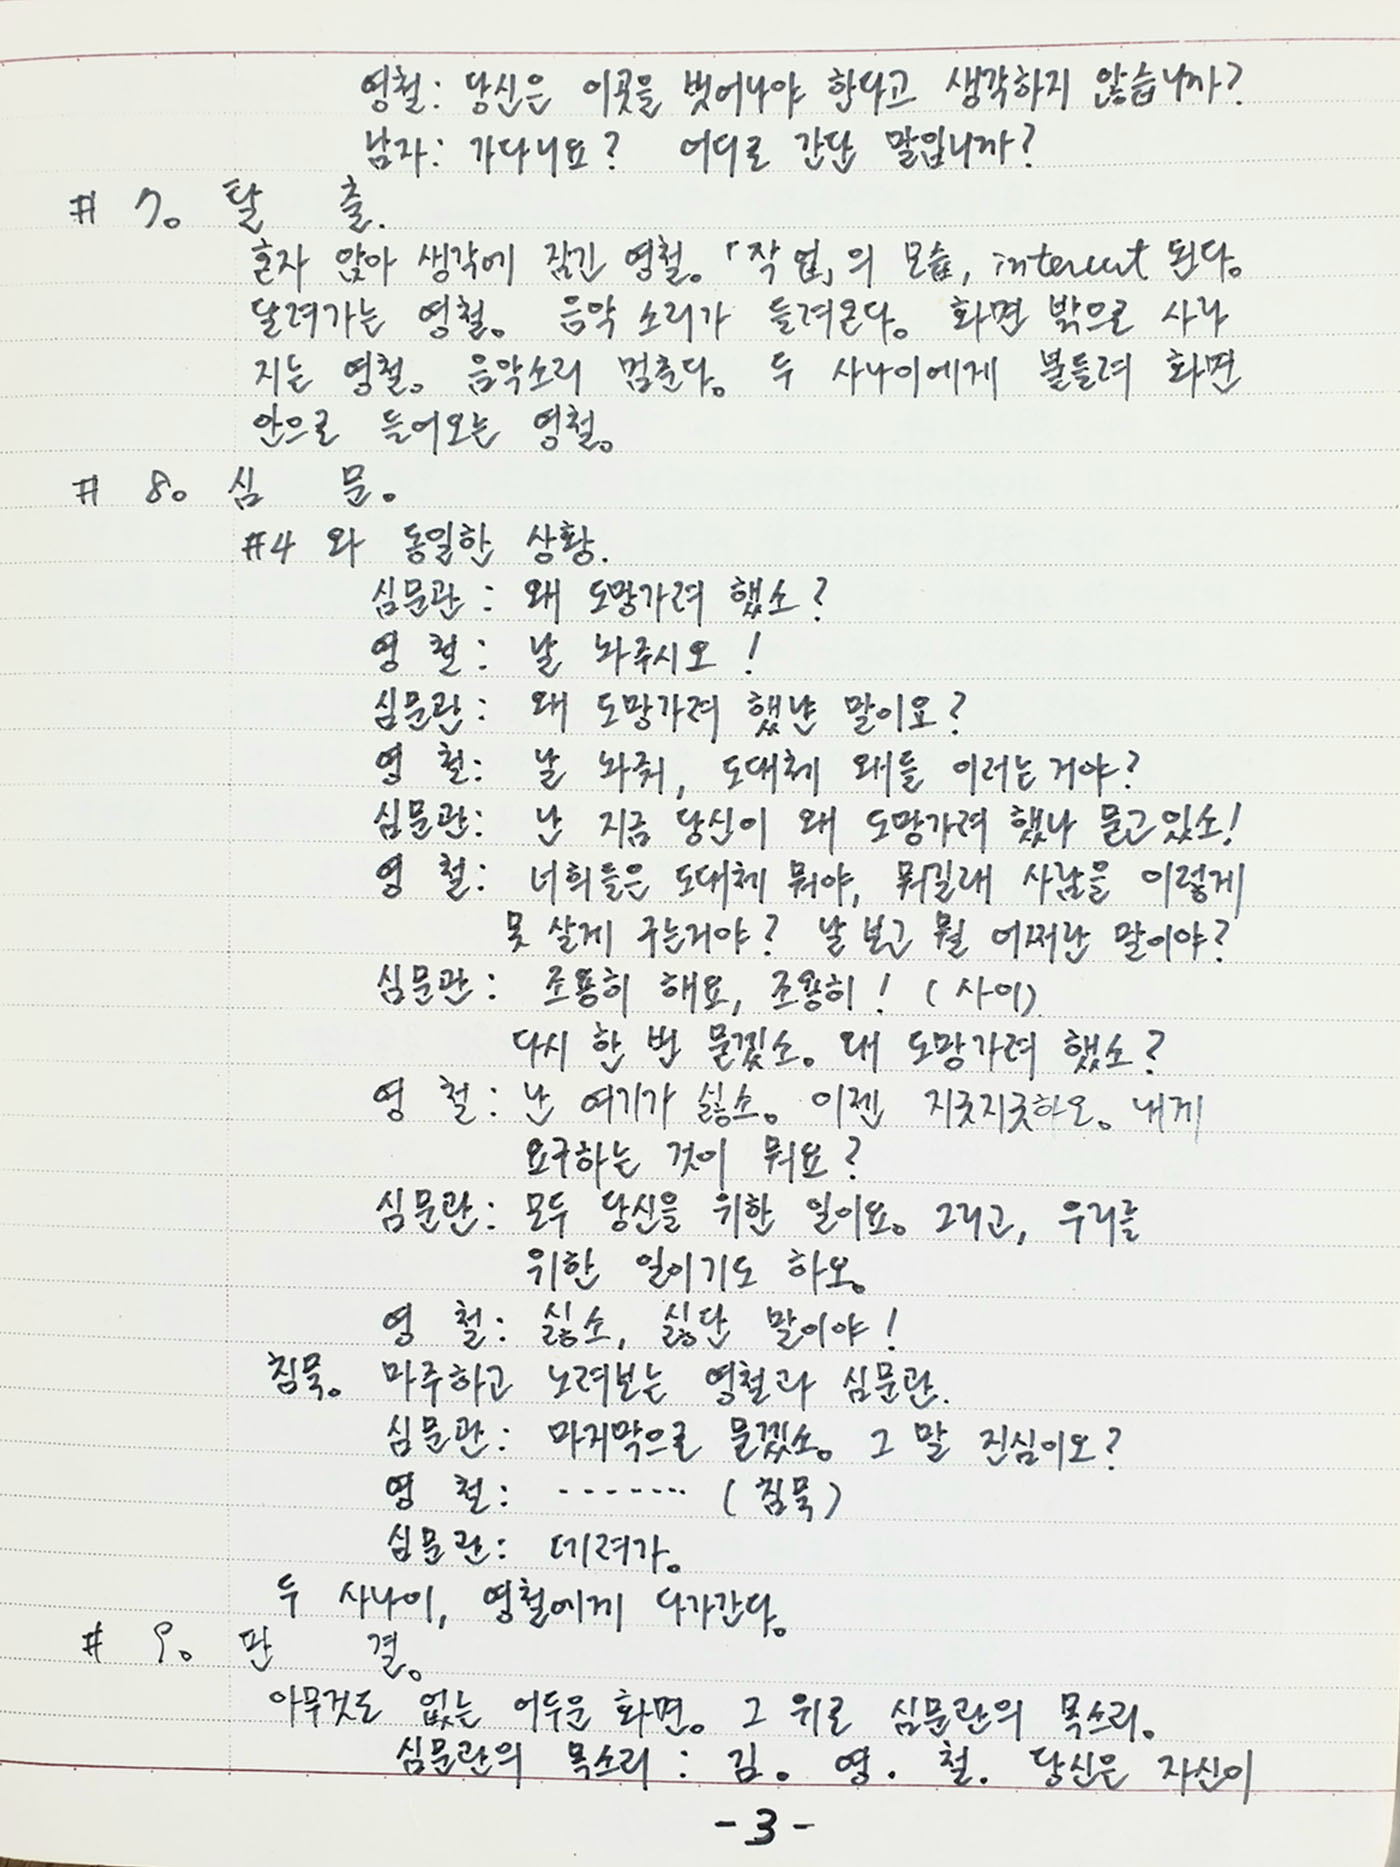 영철: 당신은 이곳을 벗어나야 한다고 생각하지 않습니까?
남자: 가다니요? 어디로 간단 말입니까?
# 7。 탈 출.
혼자 앉아 생각에 잠긴 영철。「작업」의 모습, intercut 된다。
달려가는 영철。 음악 소리가 들려온다。 화면 밖으로 사라
지는 영철。 음악소리 멈춘다。 두 사나이에게 붙들려 화면
안으로 들어오는 영철。
# 8。 심 문。
#4 와 동일한 상황.
심문관: 왜 도망가려 했소?
영 철: 날 놔주시오!
심문관: 왜 도망가려 했냔 말이요?
영 철: 날 놔줘, 도대체 왜들 이러는거야?
심문관: 난 지금 당신이 왜 도망가려 했나 묻고있소!
영 철: 너희들은 도대체 뭐야, 뭐길래 사람을 이렇게
못 살게 구는거야? 날 보고 뭘 어쩌란 말이야?
심문관: 조용히 해요, 조용히! (사이)
다시 한 번 묻겠소。 왜 도망가려 했소?
영 철: 난 여기가 싫소。 이젠 지긋지긋하오。 내게
요구하는 것이 뭐요?
심문관: 모두 당신을 위한 일이요。 그리고, 우리를
위한 일이기도 하오。
영 철: 싫소, 싫단 말이야!
침묵。 마주하고 노려보는 영철과 심문관.
심문관: 마지막으로 묻겠소。 그 말 진심이오?
영 철: ‥‥‥· (침묵)
심문관: 데려가。
두 사나이, 영철에게 다가간다。
# 9。 판 결。
아무것도 없는 어두운 화면。 그 위로 심문관의 목소리。
심문관의 목소리: 김。영.철. 당신은 자신이
-3-